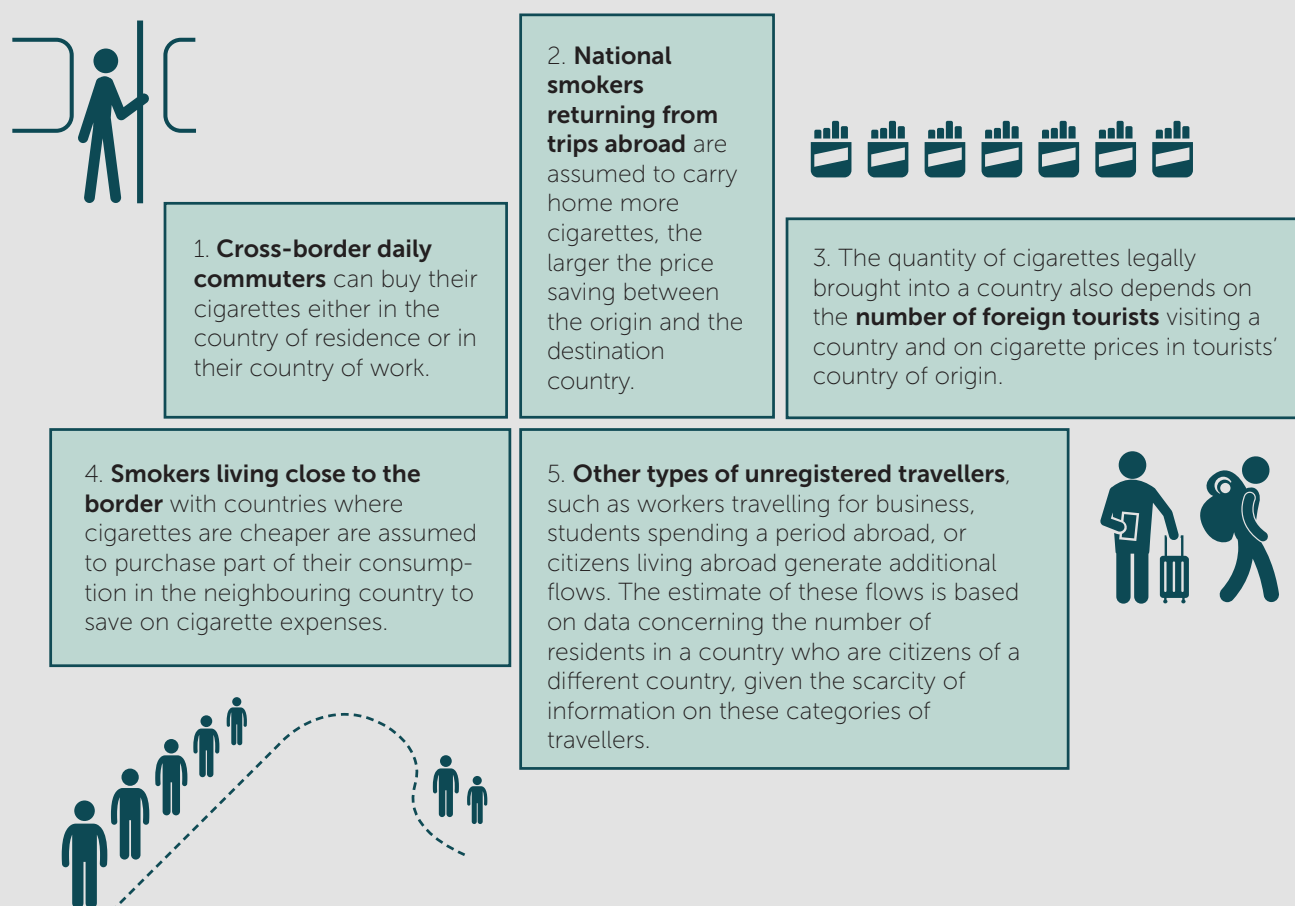 1. Cross-border daily
commuters can buy their
cigarettes either in the
country of residence or in
their country of work.
2. National
smokers
returning from
trips abroad are
assumed to carry
home more
cigarettes, the
larger the price
saving between
the origin and the
destination
country.
3. The quantity of cigarettes legally
brought into a country also depends on
the number of foreign tourists visiting a
country and on cigarette prices in tourists'
country of origin.
4. Smokers living close to the
border with countries where
cigarettes are cheaper are assumed
to purchase part of their consump-
tion in the neighbouring country to
save on cigarette expenses.
5. Other types of unregistered travellers,
such as workers travelling for business,
students spending a period abroad, or
citizens living abroad generate additional
flows. The estimate of these flows is based
on data concerning the number of
residents in a country who are citizens of a
different country, given the scarcity of
information on these categories of
travellers.